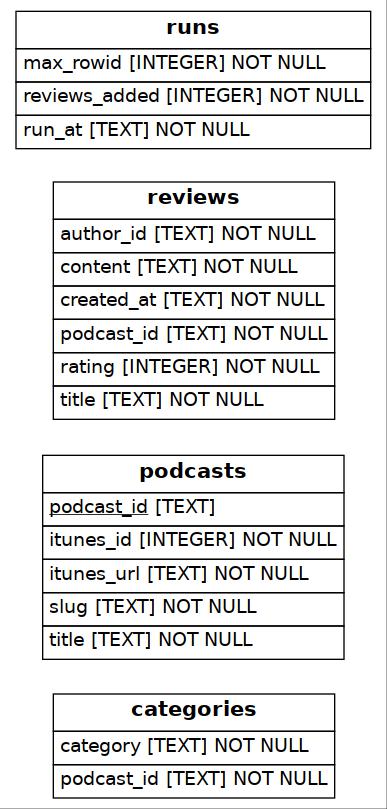 runs
max_rowid [INTEGER] NOT NULL
reviews_added [INTEGER] NOT NULL
run_at [TEXT] NOT NULL
reviews
author_id [TEXT] NOT NULL
content [TEXT] NOT NULL
created_at [TEXT] NOT NULL
podcast_id [TEXT] NOT NULL
rating [INTEGER] NOT NULL
title [TEXT] NOT NULL
podcasts
podcast_id [TEXT]
itunes_id [INTEGER] NOT NULL
itunes_url [TEXT] NOT NULL
slug [TEXT] NOT NULL
title [TEXT] NOT NULL
categories
category [TEXT] NOT NULL
podcast_id [TEXT] NOT NULL